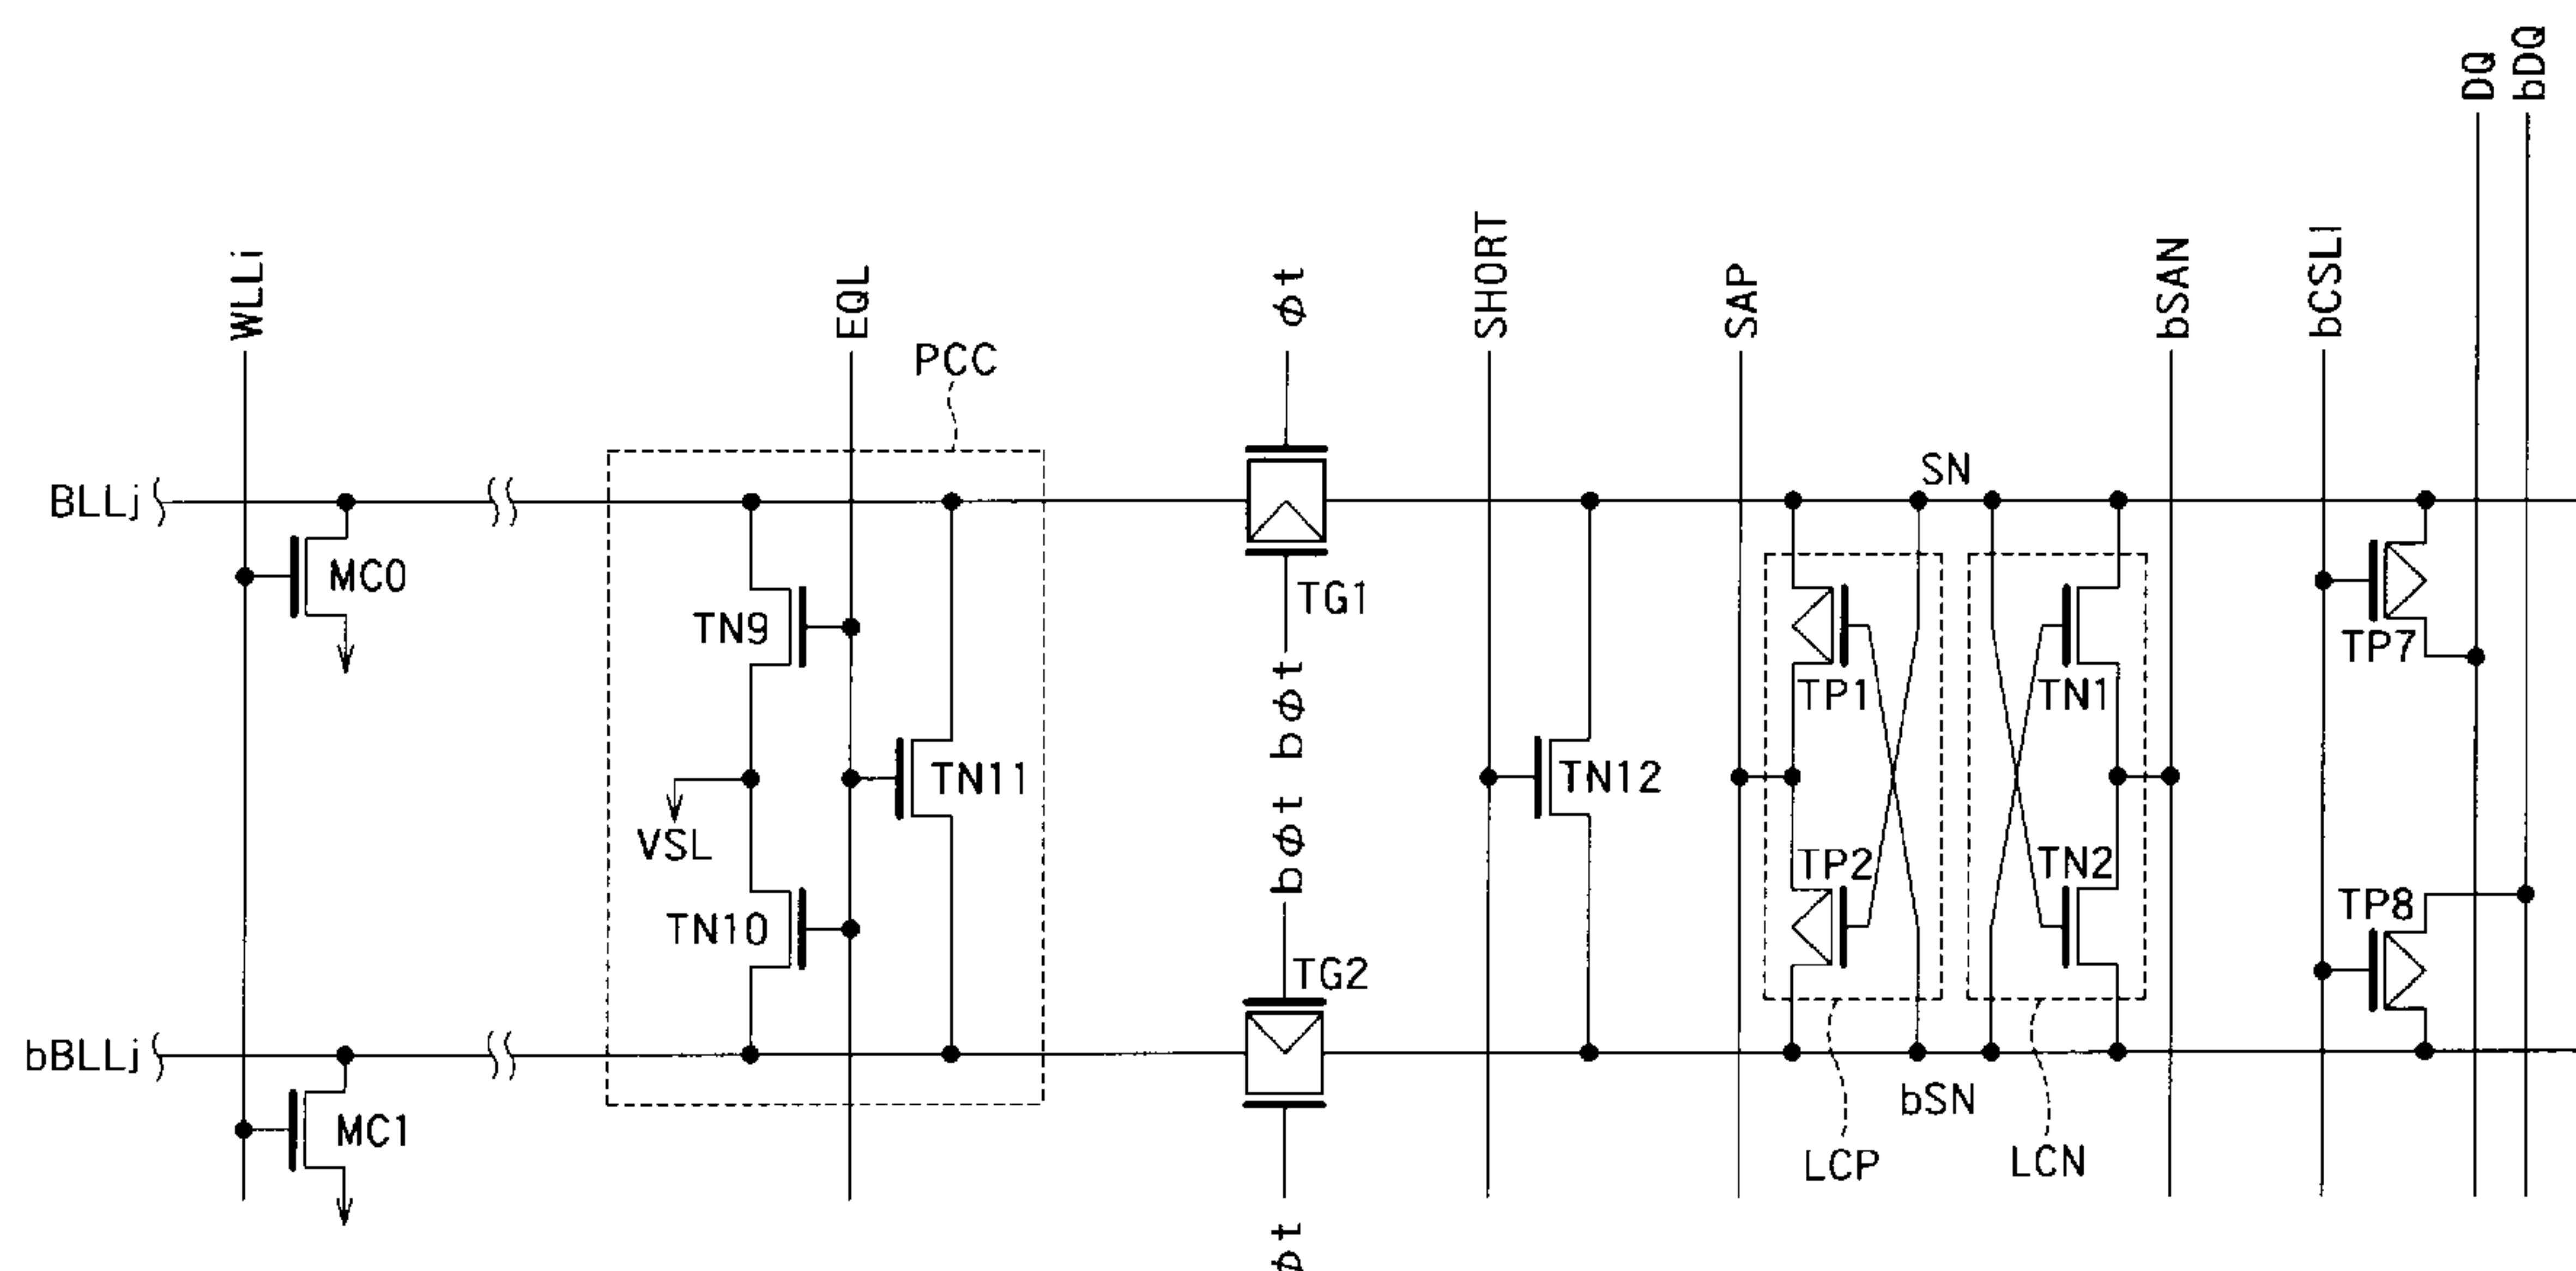 DQ
bDQ
WLLi
EQL
PCC
φt
SHORT
SAP
bSAN
bCSLI
BLLj
SN
MC0
TN9
TG1
TP1
TN1
TP7
bφt
VSL
TN11
TN12
bφt
TP2
TN2
TP8
TN10
TG2
bBLLj
bSN
MC1
LCP
LCN
φt